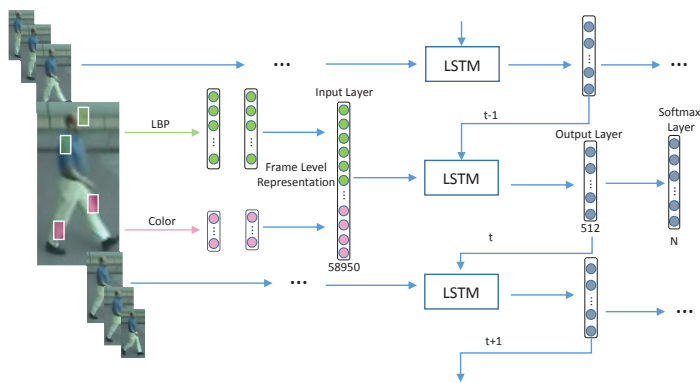 ...
...
LSTM
...
Input Layer
t-1
Softmax
Layer
LBP
Output Layer
Frame Level
Representation
LSTM
Color
512
N
58950
t
...
LSTM
...
t+1